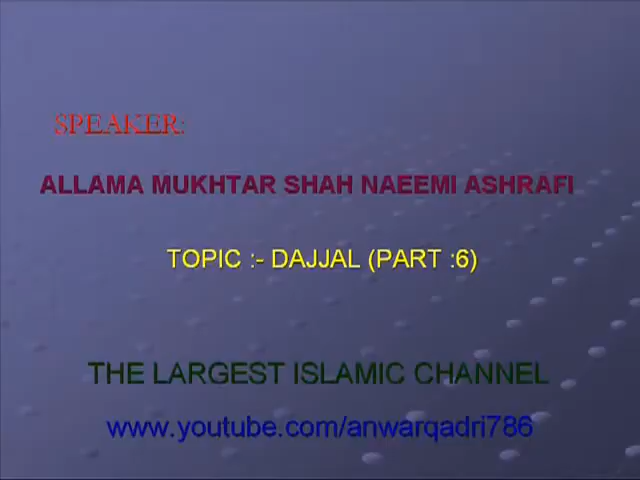 SPEAKER:
ALLAMA MUKHTAR SHAH NAEEMI ASHRAFI
TOPIC :- DAJJAL (PART :6)
THE LARGEST ISLAMIC CHANNEL
www.youtube.com/anwarqadri786